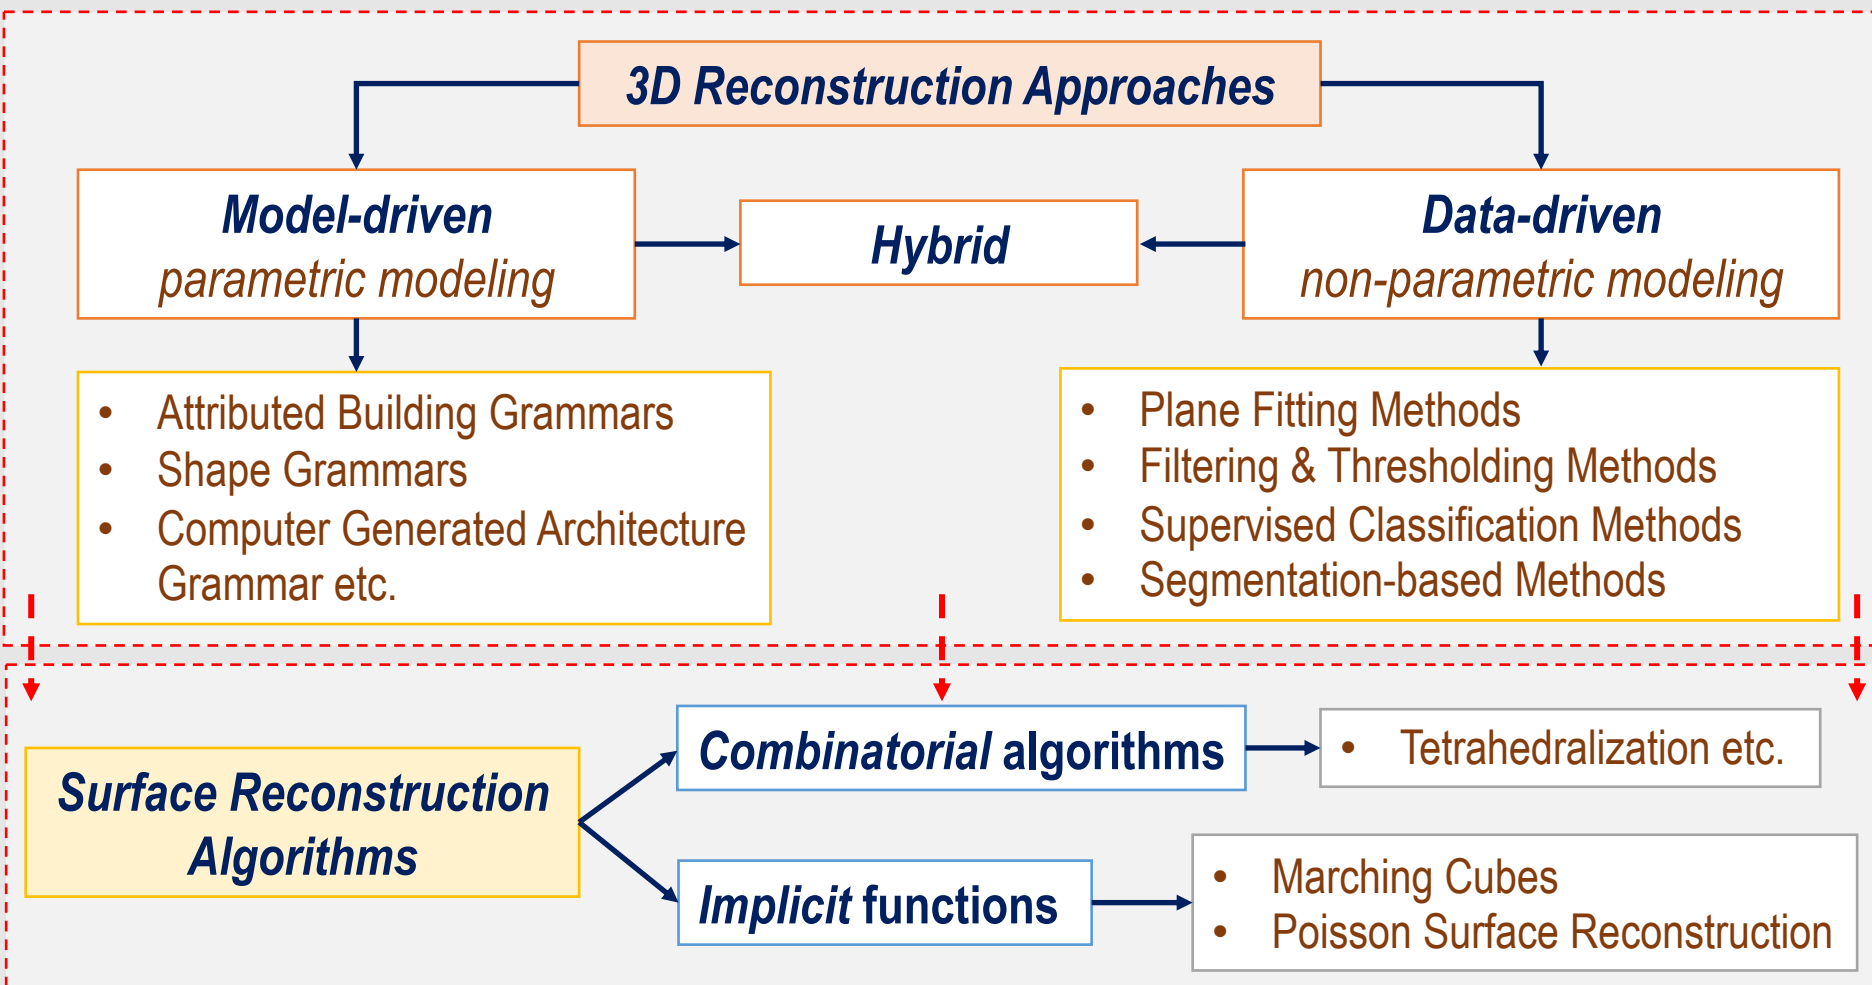 3D Reconstruction Approaches
Model-driven
parametric modeling
Hybrid
Data-driven
non-parametric modeling
• Attributed Building Grammars
• Shape Grammars
• Computer Generated Architecture
Grammar etc.
• Plane Fitting Methods
• Filtering & Thresholding Methods
• Supervised Classification Methods
• Segmentation-based Methods
Surface Reconstruction
Algorithms
Combinatorial algorithms
• Tetrahedralization etc.
Implicit functions
• Marching Cubes
• Poisson Surface Reconstruction